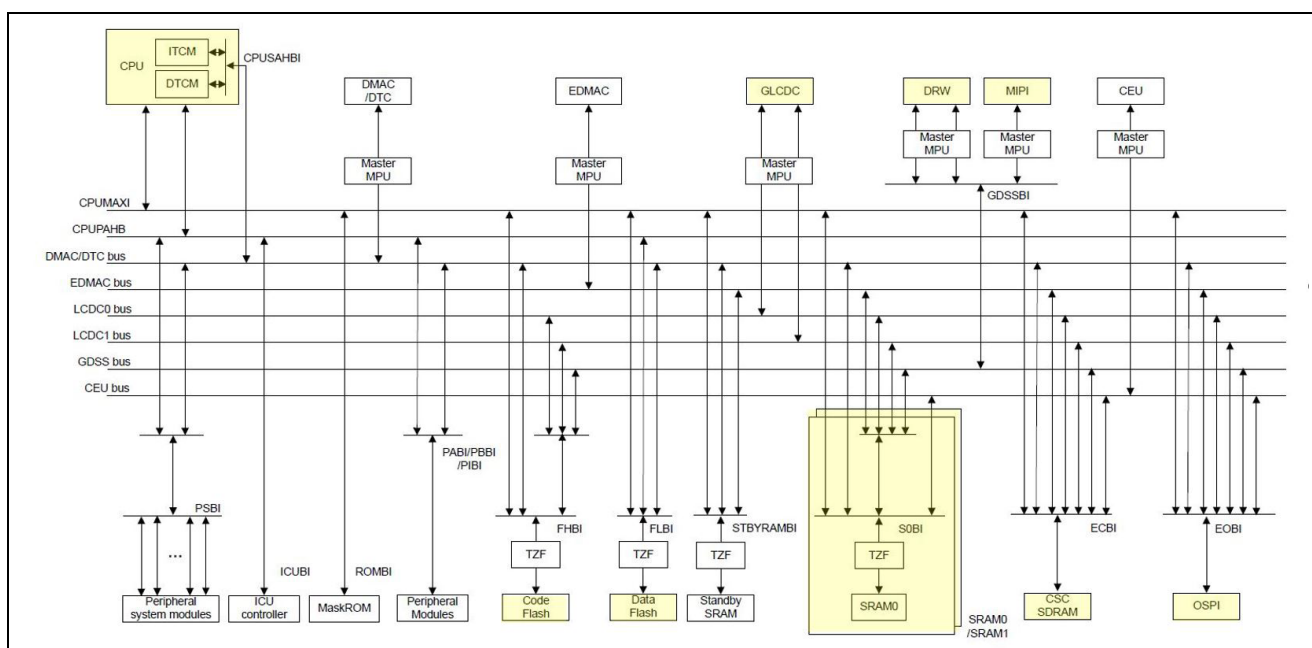 CPU
ITCM
DTCM
CPUSAHBI
DMAC
/DTC
EDMAC
GLCDC
DRW
MIPI
CEU
Master
MPU
Master
MPU
Master
MPU
Master
MPU
Master
MPU
Master
MPU
GDSSBI
CPUMAXI
CPUPAHB
DMAC/DTC bus
EDMAC bus
LCDC0 bus
LCDC1 bus
GDSS bus
CEU bus
PABI/PBBI
/PIBI
PSBI
FHBI
FLBI
STBYRAMBI
S0BI
ECBI
EOBI
...
TZF
TZF
TZF
TZF
ICUBI
ROMBI
Peripheral
system modules
ICU
controller
MaskROM
Peripheral
Modules
Code
Flash
Data
Flash
Standby
SRAM
SRAM0
SRAM0
/SRAM1
CSC
SDRAM
OSPI